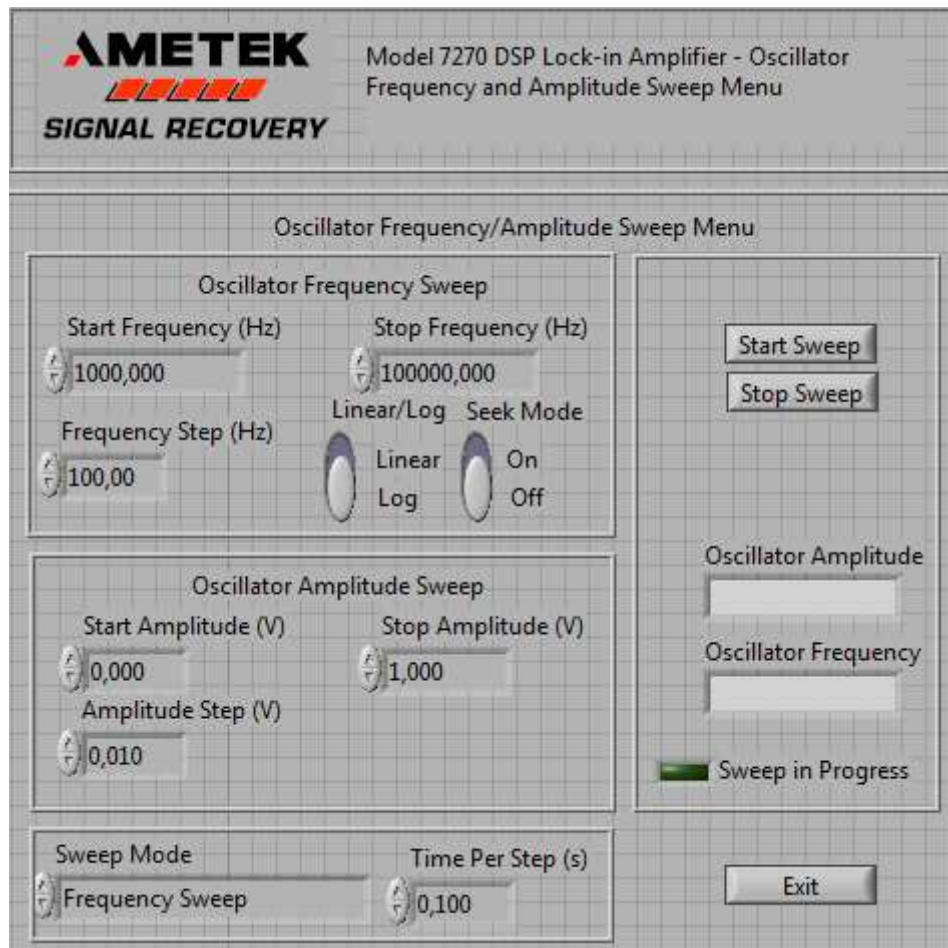 AMETEK
SIGNAL RECOVERY
Model 7270 DSP Lock-in Amplifier - Oscillator
Frequency and Amplitude Sweep Menu
Oscillator Frequency/Amplitude Sweep Menu
Oscillator Frequency Sweep
Start Frequency (Hz)
1000,000
Stop Frequency (Hz)
100000,000
Frequency Step (Hz)
100,00
Linear/Log
Linear
Log
Seek Mode
On
Off
Oscillator Amplitude Sweep
Start Amplitude (V)
0,000
Stop Amplitude (V)
1,000
Amplitude Step (V)
0,010
Sweep Mode
Frequency Sweep
Time Per Step (s)
0,100
Start Sweep
Stop Sweep
Oscillator Amplitude
Oscillator Frequency
Sweep in Progress
Exit